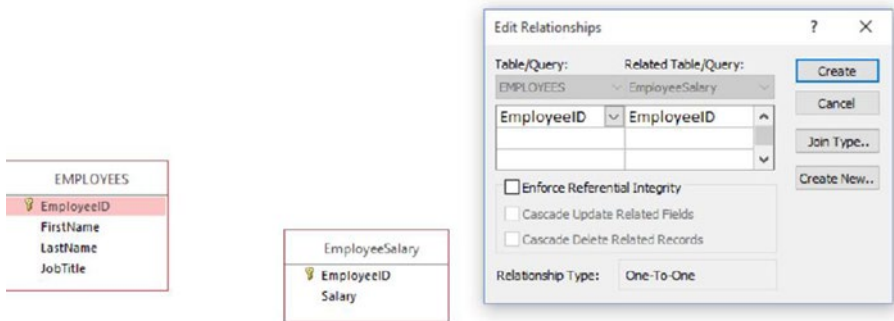 Edit Relationships ? X
Table/Query: Related Table/Query:
EMPLOYEES EmployeeSalary
EmployeeID EmployeeID
Create
Cancel
Join Type..
Create New..
Enforce Referential Integrity
Cascade Update Related Fields
Cascade Delete Related Records
Relationship Type: One-To-One
EMPLOYEES
EmployeeID
FirstName
LastName
JobTitle
EmployeeSalary
EmployeeID
Salary